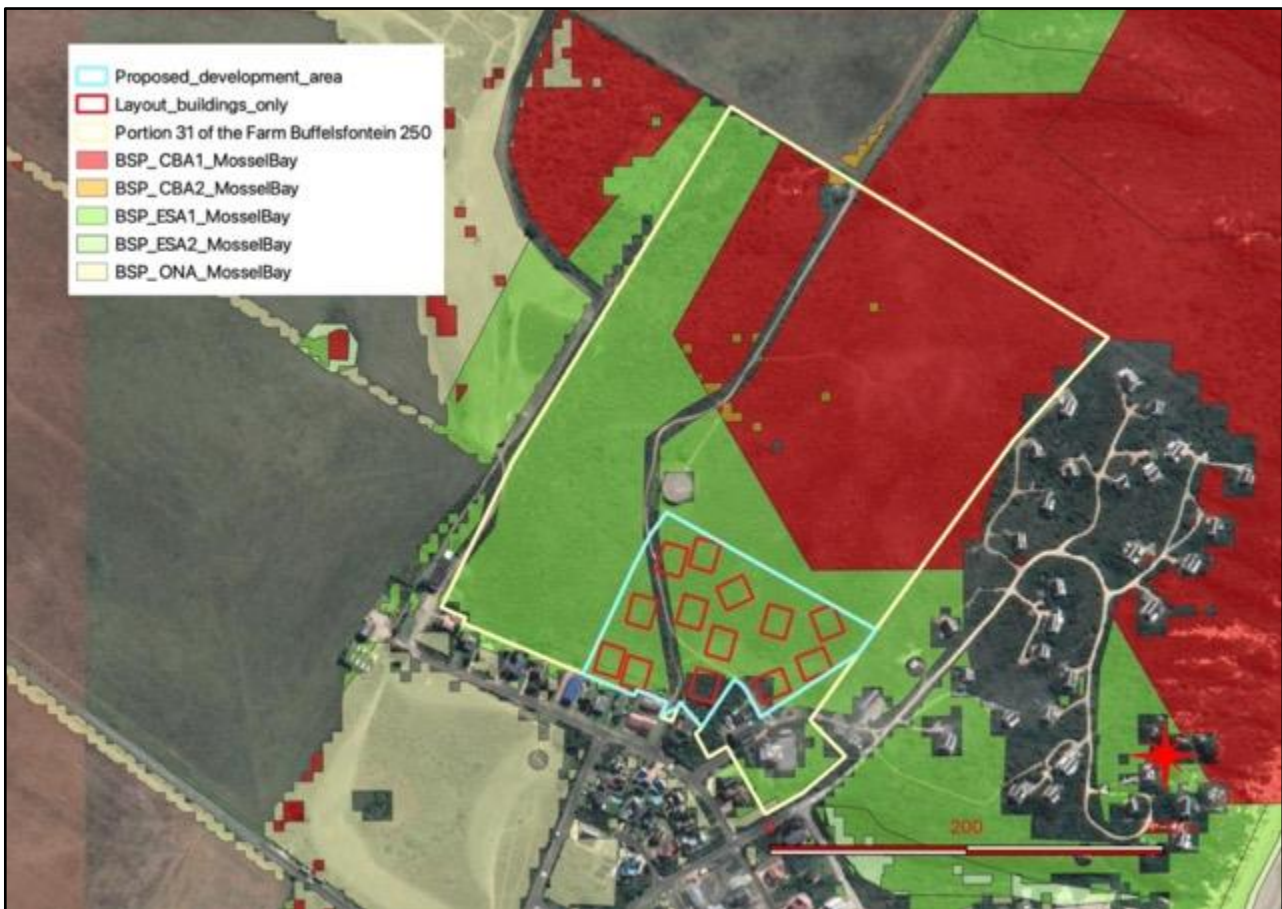 Proposed_development_area
Layout_buildings_only
Portion 31 of the Farm Buffelsfontein 250
BSP_CBA1_MosselBay
BSP_CBA2_MosselBay
BSP_ESA1_MosselBay
BSP_ESA2_MosselBay
BSP_ONA_MosselBay
200